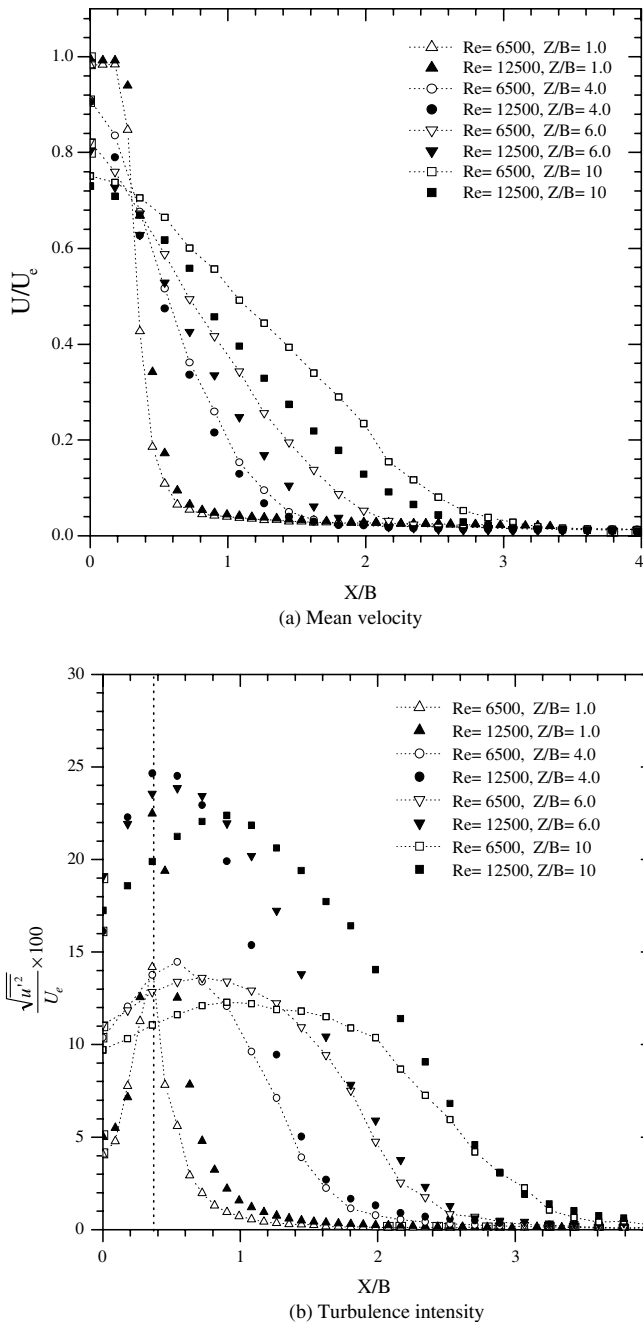 1.0
0.8
0.6
0.4
0.2
0.0
U/U_e
0 1 2 3 4
X/B
Re= 6500, Z/B= 1.0
Re= 12500, Z/B= 1.0
Re= 6500, Z/B= 4.0
Re= 12500, Z/B= 4.0
Re= 6500, Z/B= 6.0
Re= 12500, Z/B= 6.0
Re= 6500, Z/B= 10
Re= 12500, Z/B= 10
(a) Mean velocity
30
25
20
15
10
5
0
√u'² / U_e ×100
0 1 2 3
X/B
Re= 6500, Z/B= 1.0
Re= 12500, Z/B= 1.0
Re= 6500, Z/B= 4.0
Re= 12500, Z/B= 4.0
Re= 6500, Z/B= 6.0
Re= 12500, Z/B= 6.0
Re= 6500, Z/B= 10
Re= 12500, Z/B= 10
(b) Turbulence intensity